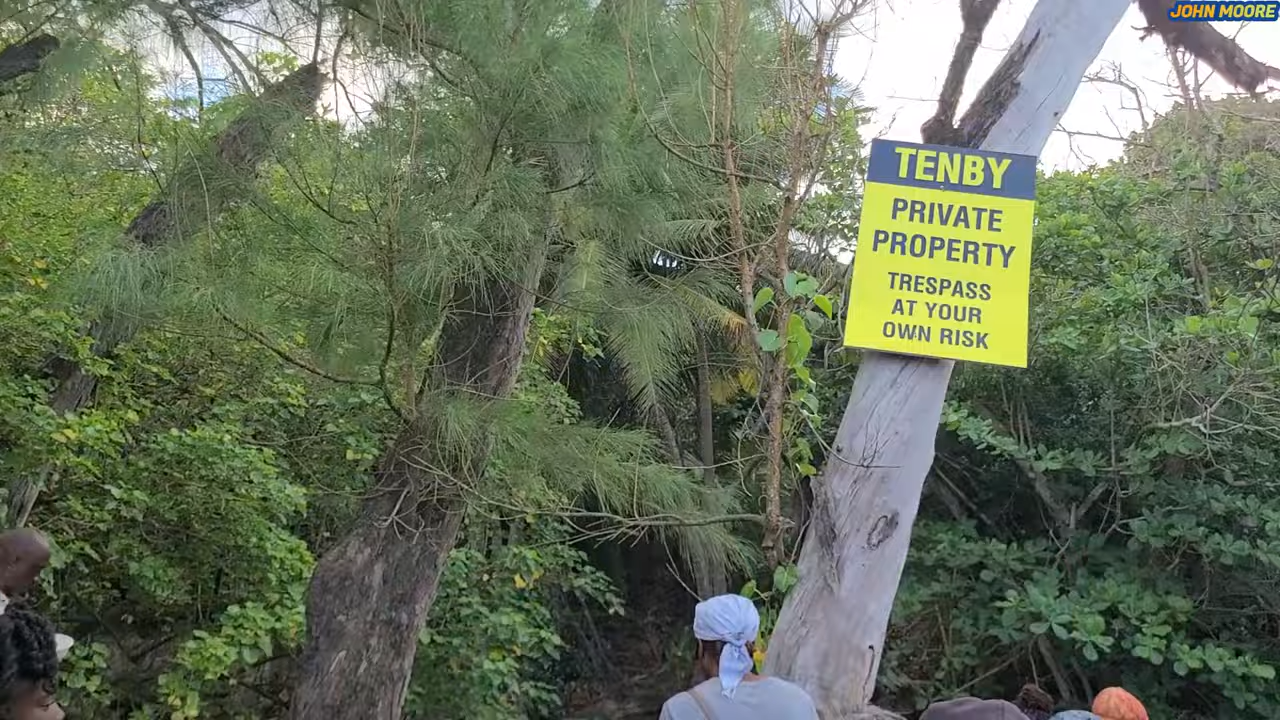 JOHN MOORE
TENBY
PRIVATE
PROPERTY
TRESPASS
AT YOUR
OWN RISK